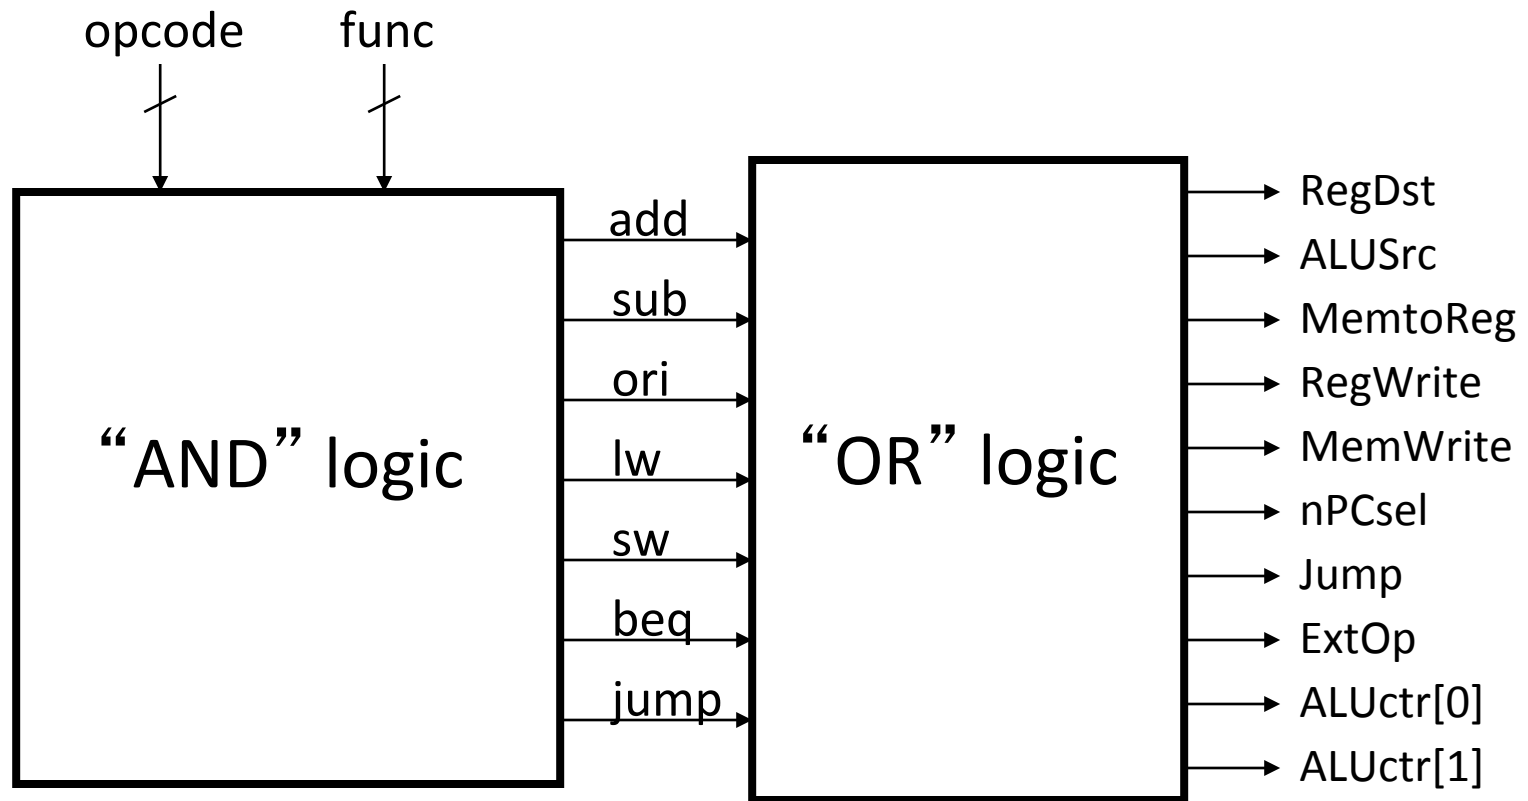 opcode
func
“AND” logic
add
sub
ori
lw
sw
beq
jump
“OR” logic
RegDst
ALUSrc
MemtoReg
RegWrite
MemWrite
nPCsel
Jump
ExtOp
ALUctr[0]
ALUctr[1]